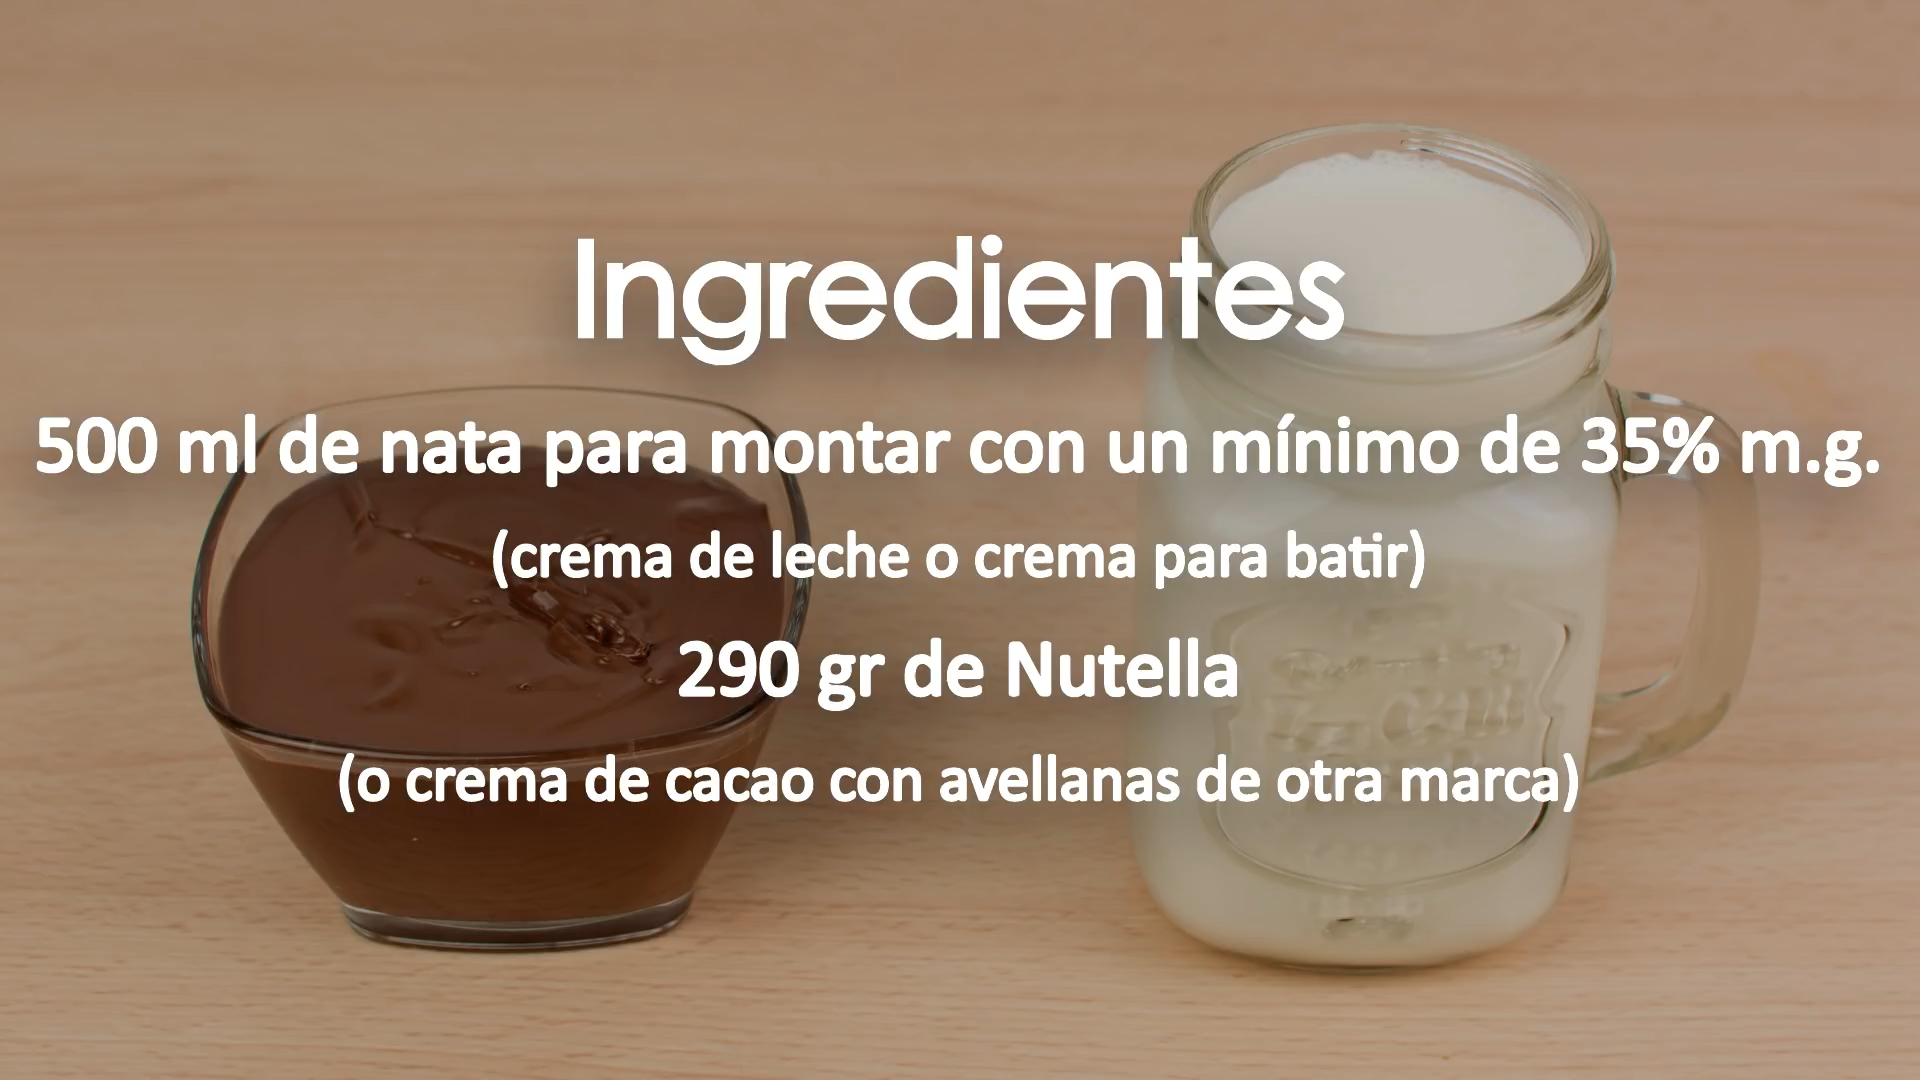 Ingredientes
500 ml de nata para montar con un mínimo de 35% m.g.
(crema de leche o crema para batir)
290 gr de Nutella
(o crema de cacao con avellanas de otra marca)